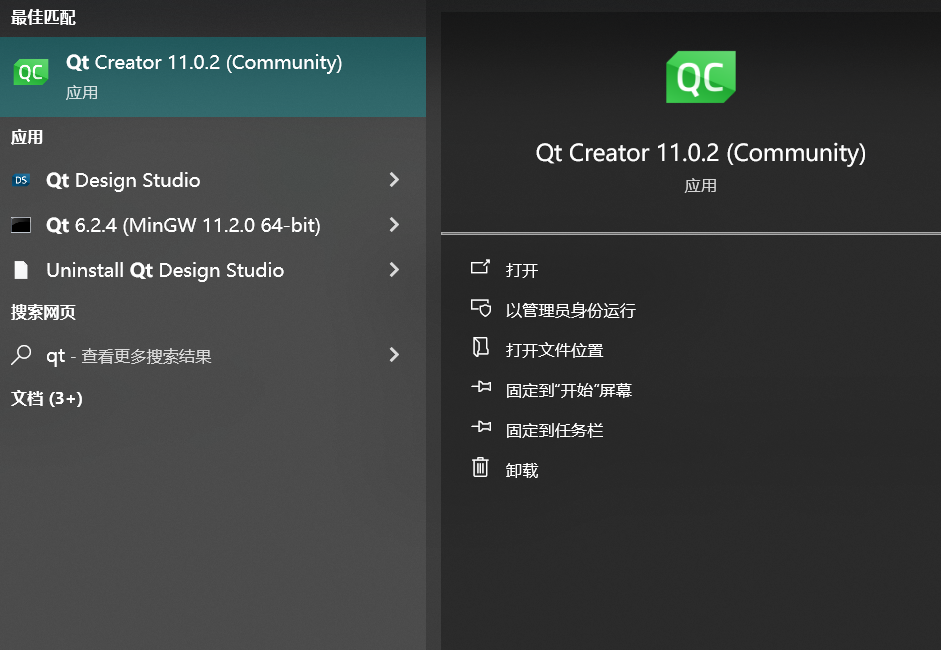 最佳匹配
Qt Creator 11.0.2 (Community)
应用
应用
DS
Qt Design Studio
Qt 6.2.4 (MinGW 11.2.0 64-bit)
Uninstall Qt Design Studio
搜索网页
qt - 查看更多搜索结果
文档 (3+)
QC
QC
Qt Creator 11.0.2 (Community)
应用
打开
以管理员身份运行
打开文件位置
固定到"开始"屏幕
固定到任务栏
卸载